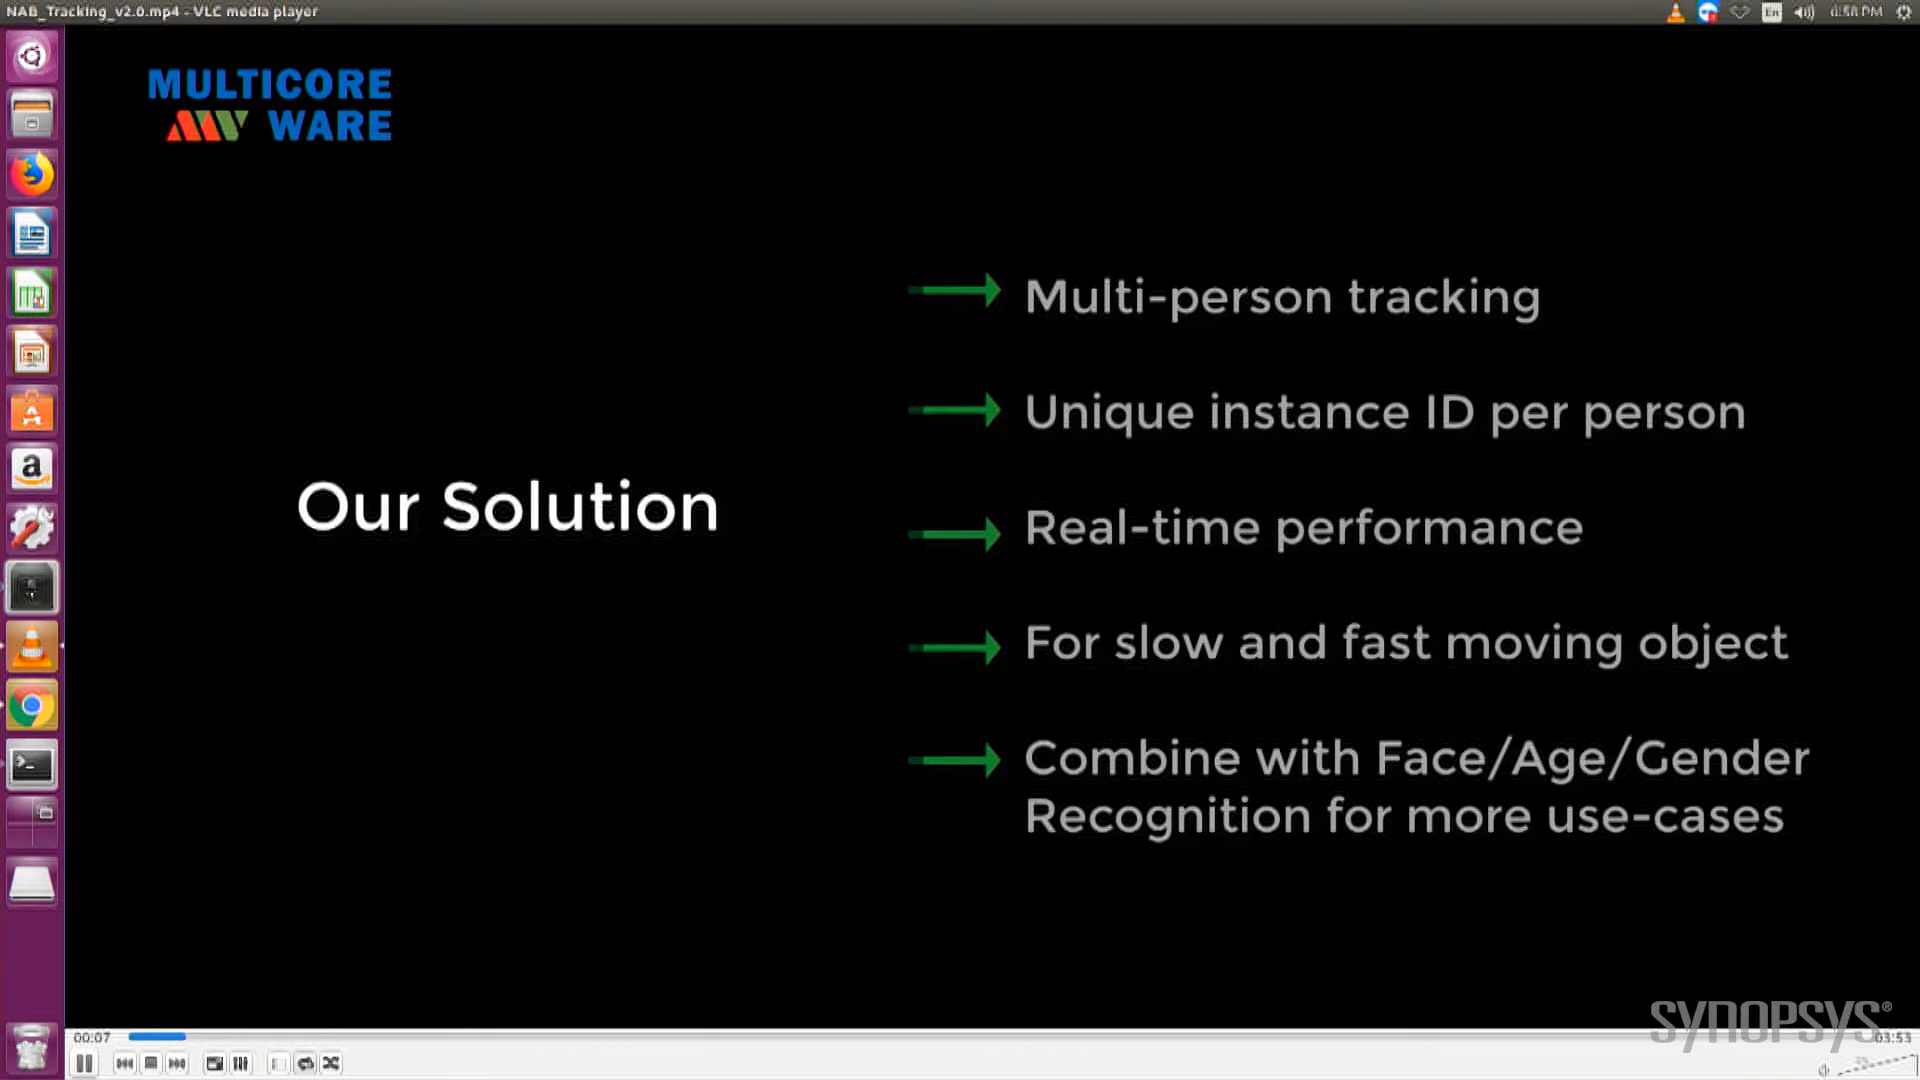 NAB_Tracking_v2.0.mp4 - VLC media player
En
MULTICORE
WARE
Multi-person tracking
Unique instance ID per person
Our Solution
Real-time performance
For slow and fast moving object
Combine with Face/Age/Gender
Recognition for more use-cases
SYNOPSYS®
00:07
03:53